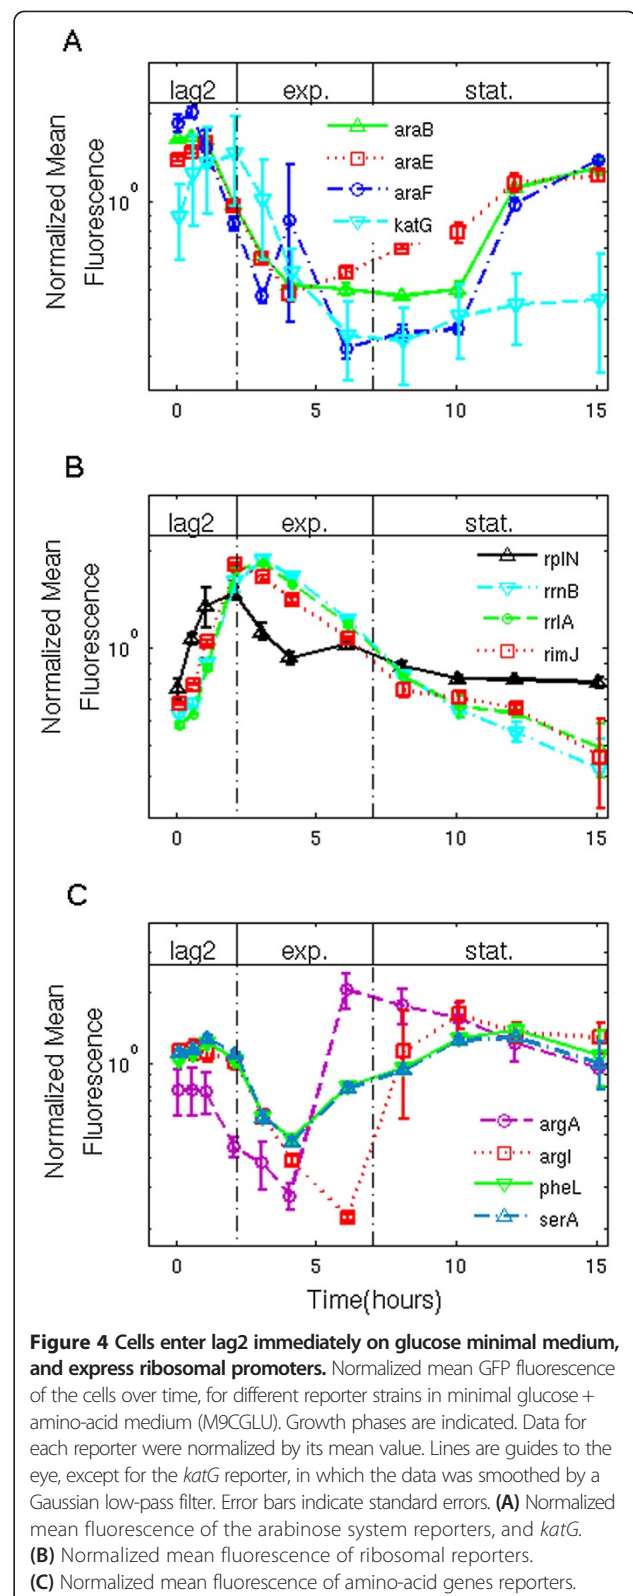 A
lag2 exp. stat.
araB
araE
araF
katG
10⁰
Normalized Mean
Fluorescence
0 5 10 15
B
lag2 exp. stat.
rplN
rrnB
rrlA
rimJ
10⁰
Normalized Mean
Fluorescence
0 5 10 15
C
lag2 exp. stat.
10⁰
Normalized Mean
Fluorescence
argA
argI
pheL
serA
0 5 10 15
Time(hours)
Figure 4 Cells enter lag2 immediately on glucose minimal medium,
and express ribosomal promoters. Normalized mean GFP fluorescence
of the cells over time, for different reporter strains in minimal glucose +
amino-acid medium (M9CGLU). Growth phases are indicated. Data for
each reporter were normalized by its mean value. Lines are guides to the
eye, except for the katG reporter, in which the data was smoothed by a
Gaussian low-pass filter. Error bars indicate standard errors. (A) Normalized
mean fluorescence of the arabinose system reporters, and katG.
(B) Normalized mean fluorescence of ribosomal reporters.
(C) Normalized mean fluorescence of amino-acid genes reporters.